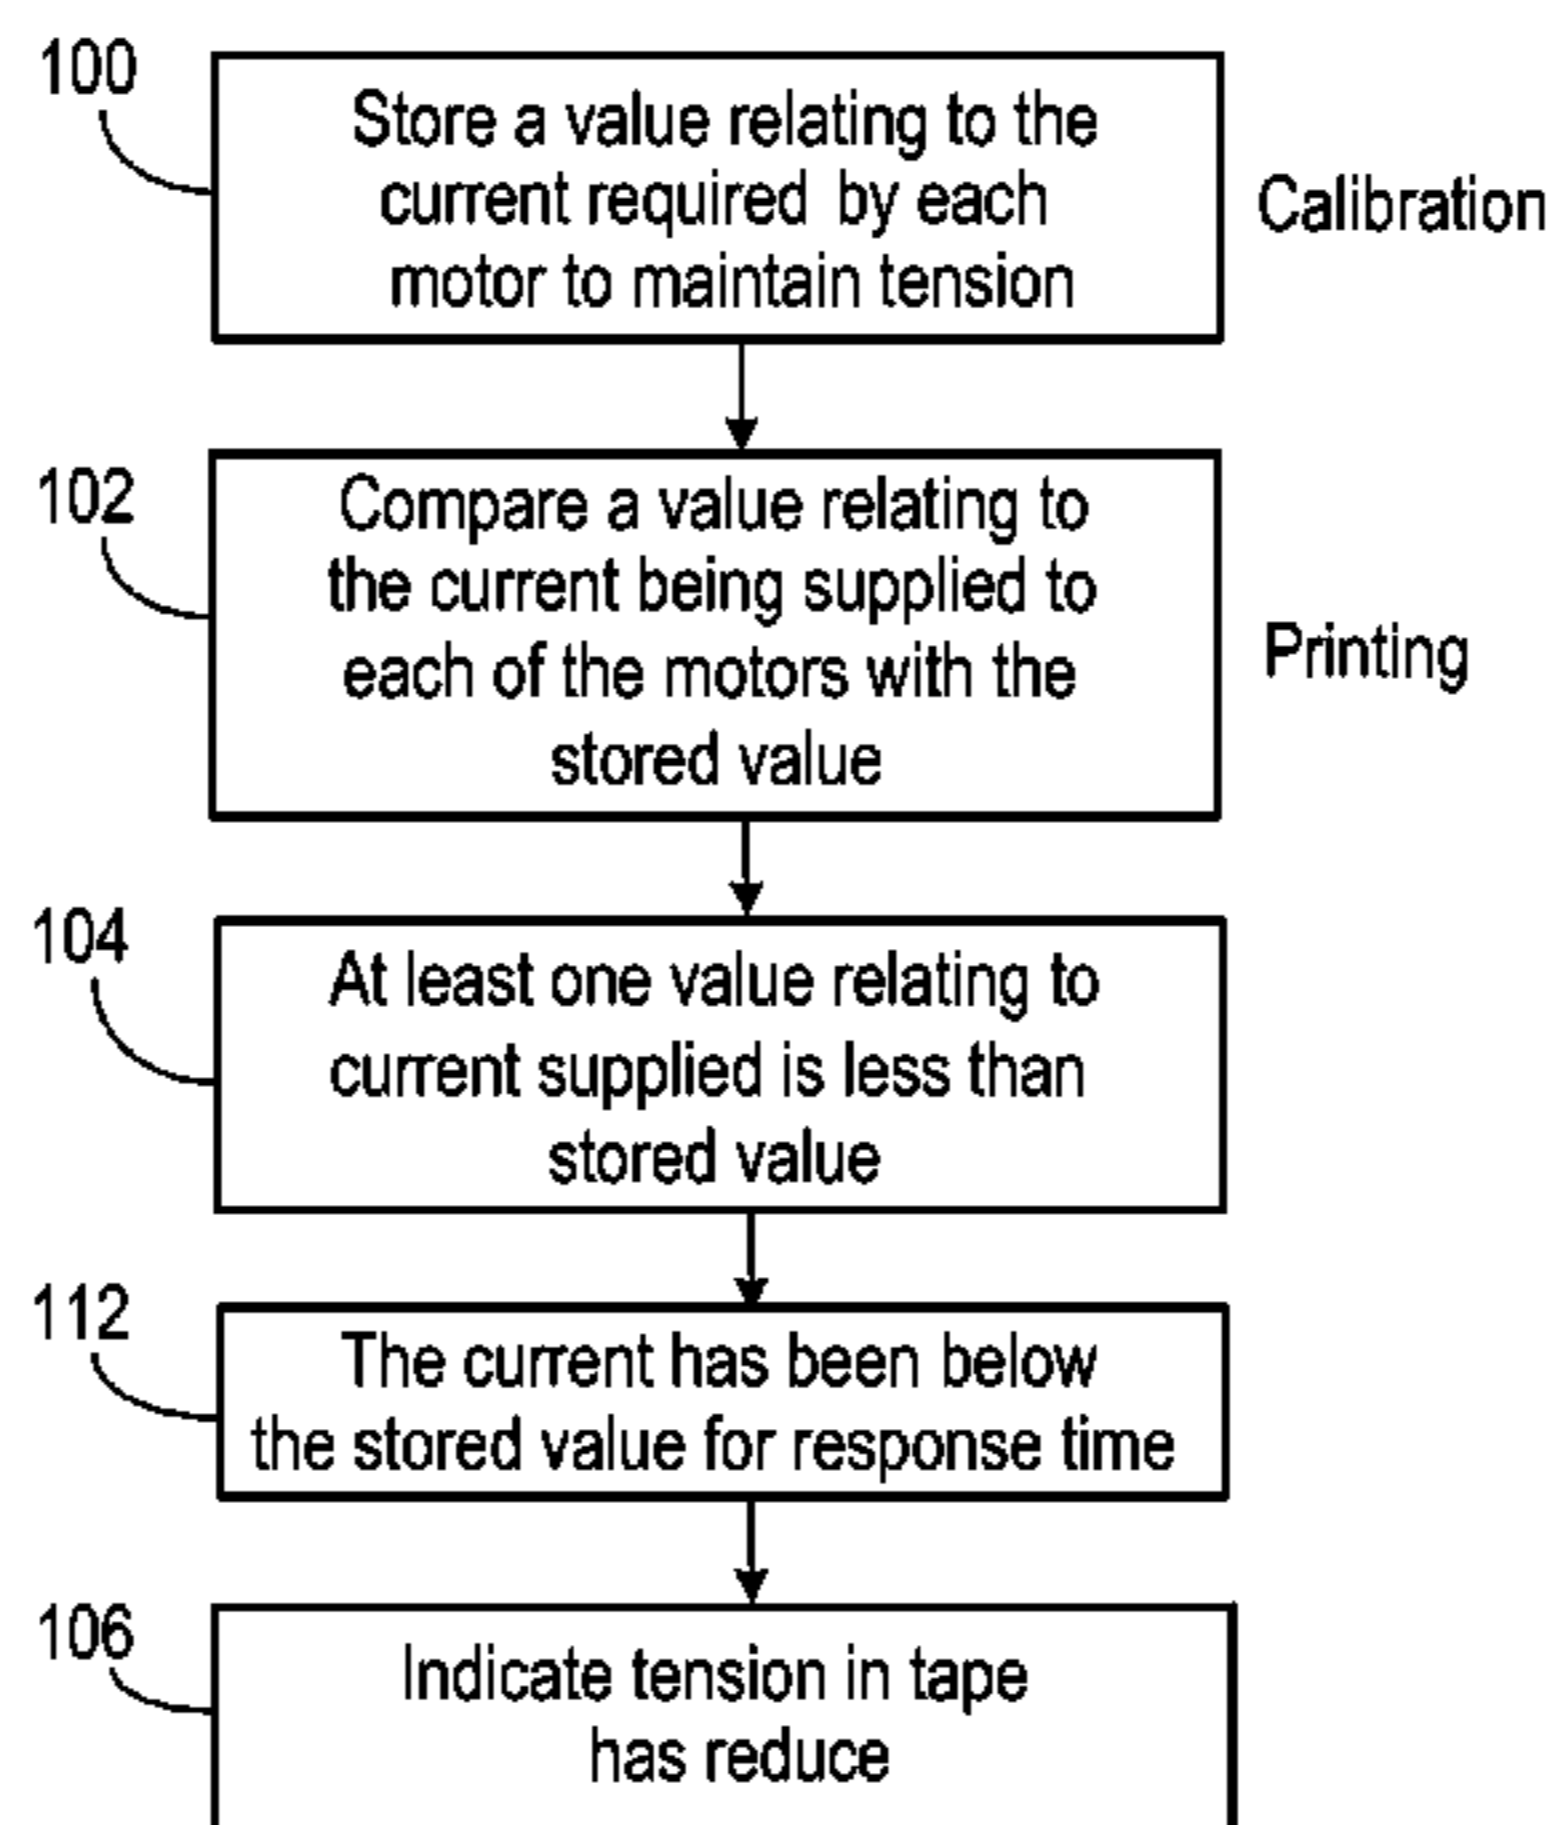 100
Store a value relating to the
current required by each
motor to maintain tension
Calibration
102
Compare a value relating to
the current being supplied to
each of the motors with the
stored value
Printing
104
At least one value relating to
current supplied is less than
stored value
112
The current has been below
the stored value for response time
106
Indicate tension in tape
has reduce